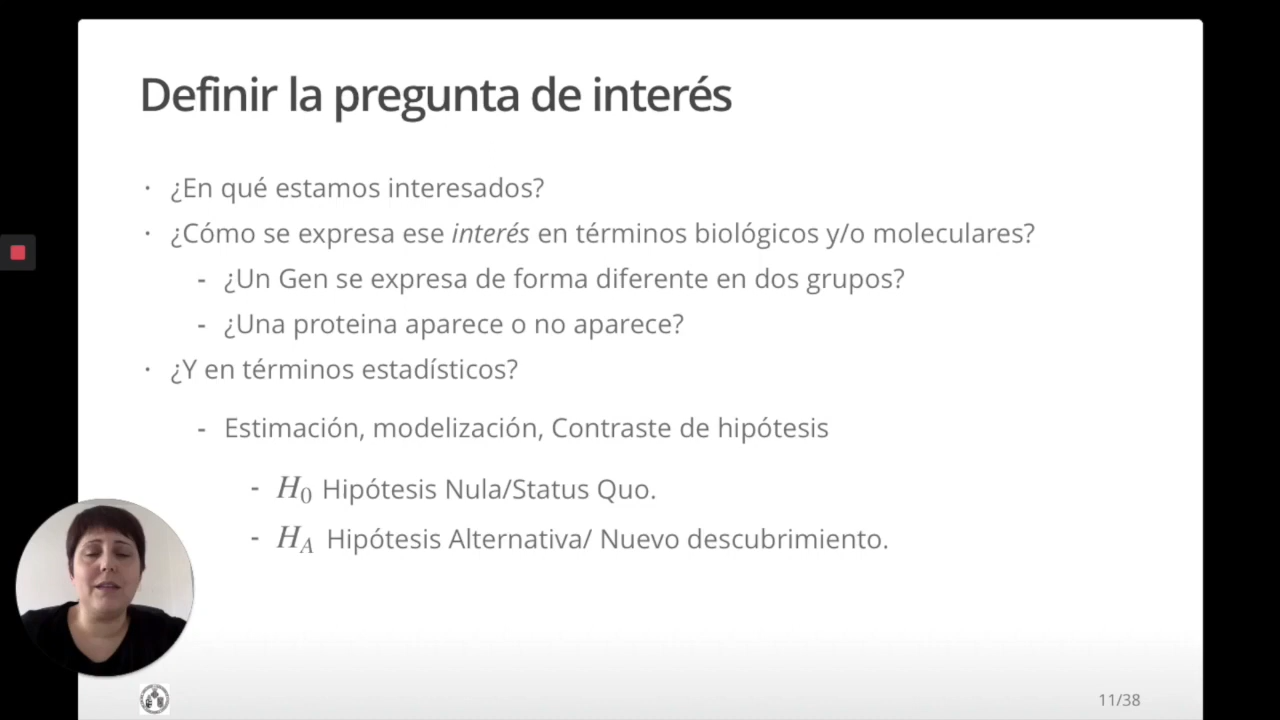 Definir la pregunta de interés
· ¿En qué estamos interesados?
· ¿Cómo se expresa ese interés en términos biológicos y/o moleculares?
- ¿Un Gen se expresa de forma diferente en dos grupos?
- ¿Una proteina aparece o no aparece?
· ¿Y en términos estadísticos?
- Estimación, modelización, Contraste de hipótesis
- H₀ Hipótesis Nula/Status Quo.
- H_A Hipótesis Alternativa/ Nuevo descubrimiento.
11/38